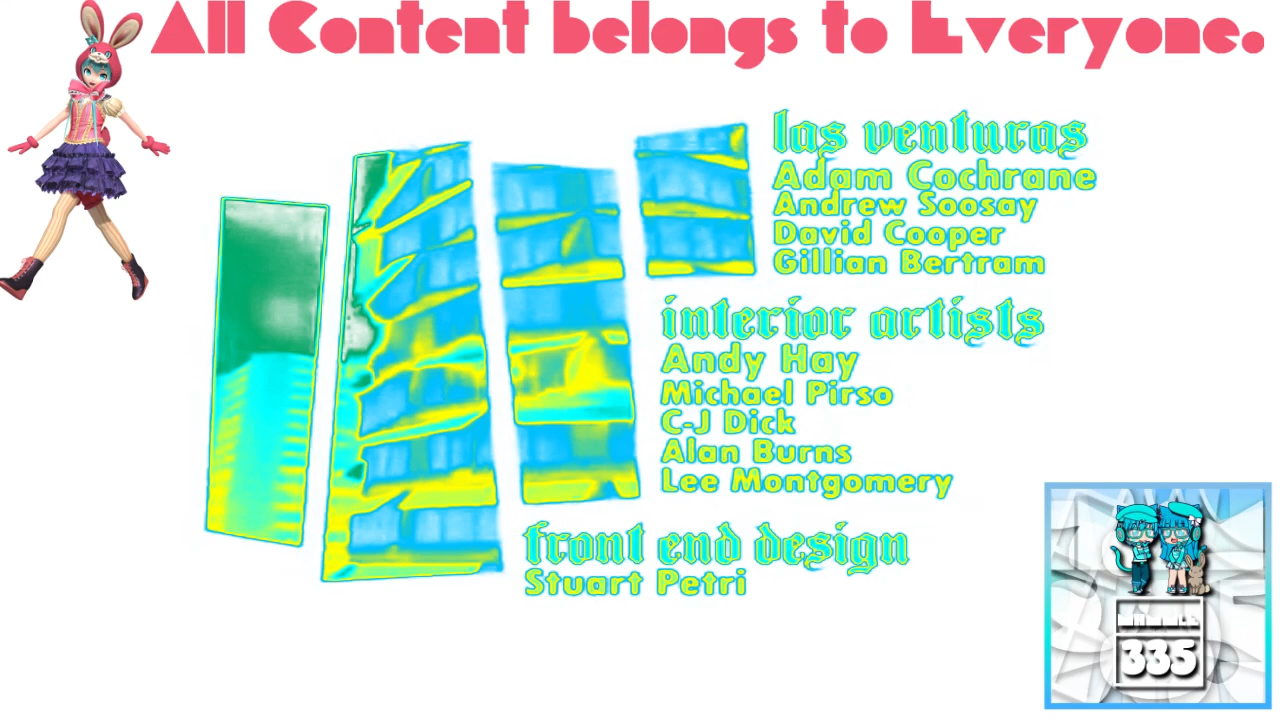 All Content belongs to Everyone.
las venturas
Adam Cochrane
Andrew Soosay
David Cooper
Gillian Bertram
interior artists
Andy Hay
Michael Pirso
C-J Dick
Alan Burns
Lee Montgomery
front end design
Stuart Petri
335